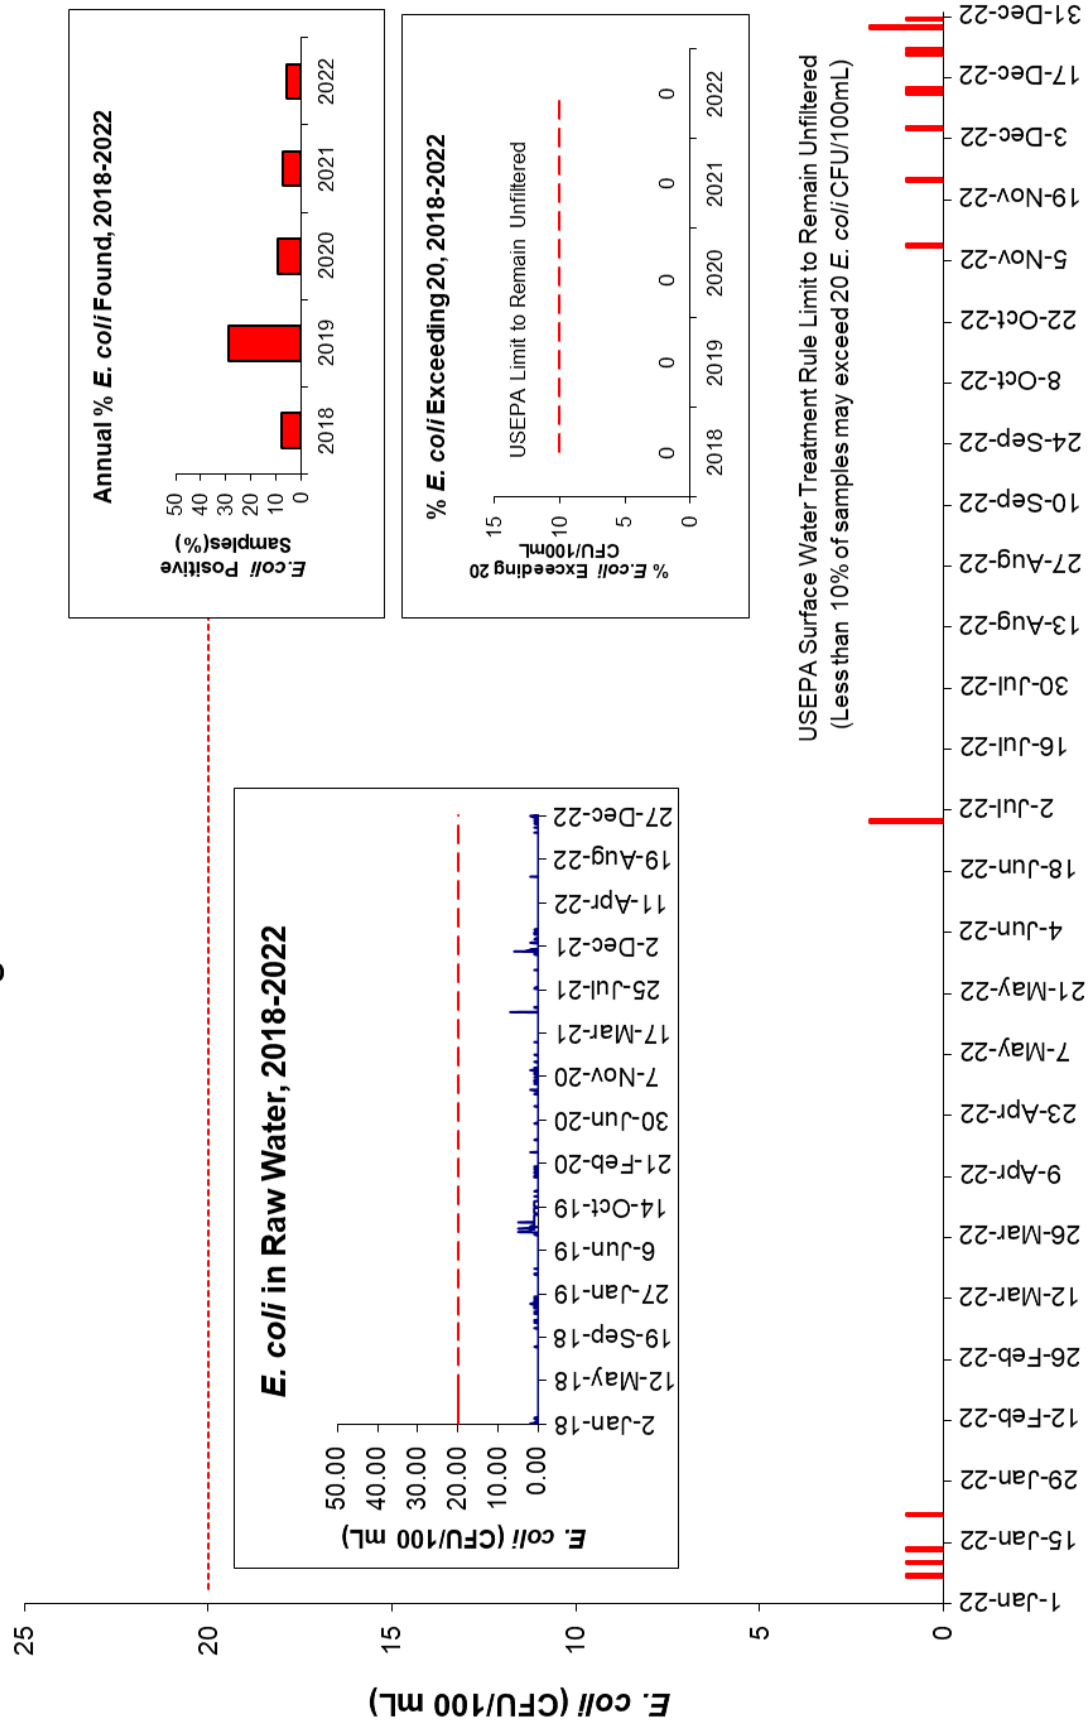 25
20
15
10
5
0
E. coli (CFU/100 mL)
E. coli in Raw Water, 2018-2022
50.00
40.00
30.00
20.00
10.00
0.00
E. coli (CFU/100 mL)
2-Jan-18
12-May-18
19-Sep-18
27-Jan-19
6-Jun-19
14-Oct-19
21-Feb-20
30-Jun-20
7-Nov-20
17-Mar-21
25-Jul-21
2-Dec-21
11-Apr-22
19-Aug-22
27-Dec-22
Annual % E. coli Found, 2018-2022
E.coli Positive
Samples(%)
50
40
30
20
10
0
2018
2019
2020
2021
2022
% E. coli Exceeding 20, 2018-2022
% E.coli Exceeding 20
CFU/100mL
15
10
5
0
USEPA Limit to Remain Unfiltered
0
0
0
0
0
2018
2019
2020
2021
2022
USEPA Surface Water Treatment Rule Limit to Remain Unfiltered
(Less than 10% of samples may exceed 20 E. coli CFU/100mL)
1-Jan-22
15-Jan-22
29-Jan-22
12-Feb-22
26-Feb-22
12-Mar-22
26-Mar-22
9-Apr-22
23-Apr-22
7-May-22
21-May-22
4-Jun-22
18-Jun-22
2-Jul-22
16-Jul-22
30-Jul-22
13-Aug-22
27-Aug-22
10-Sep-22
24-Sep-22
8-Oct-22
22-Oct-22
5-Nov-22
19-Nov-22
3-Dec-22
17-Dec-22
31-Dec-22